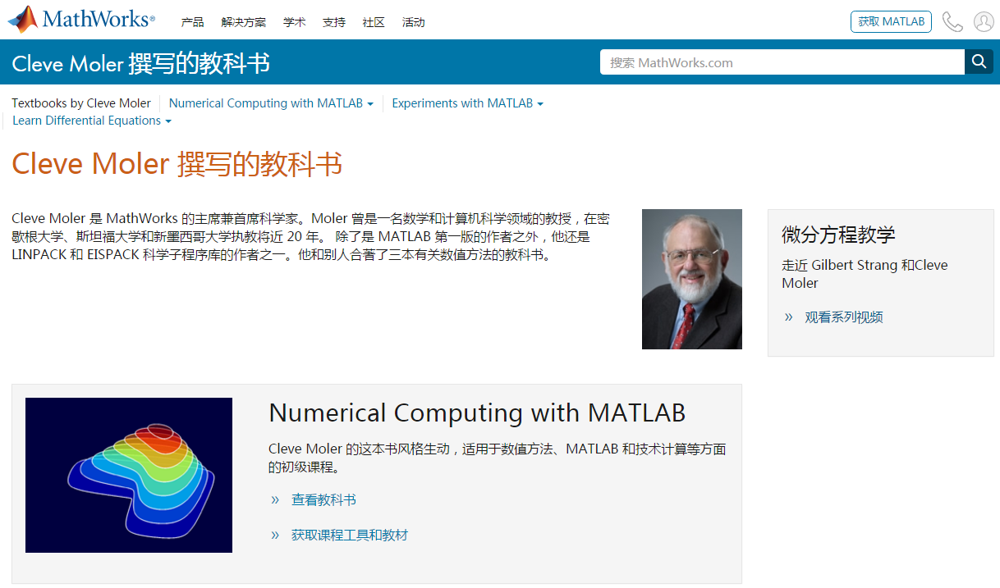 MathWorks®
产品 解决方案 学术 支持 社区 活动
获取 MATLAB
Cleve Moler 撰写的教科书
搜索 MathWorks.com
Textbooks by Cleve Moler
Numerical Computing with MATLAB
Experiments with MATLAB
Learn Differential Equations
Cleve Moler 撰写的教科书
Cleve Moler 是 MathWorks 的主席兼首席科学家。Moler 曾是一名数学和计算机科学领域的教授，在密
歇根大学、斯坦福大学和新墨西哥大学执教将近 20 年。 除了是 MATLAB 第一版的作者之外，他还是
LINPACK 和 EISPACK 科学子程序库的作者之一。他和别人合著了三本有关数值方法的教科书。
微分方程教学
走近 Gilbert Strang 和Cleve
Moler
» 观看系列视频
Numerical Computing with MATLAB
Cleve Moler 的这本书风格生动，适用于数值方法、MATLAB 和技术计算等方面
的初级课程。
» 查看教科书
» 获取课程工具和教材